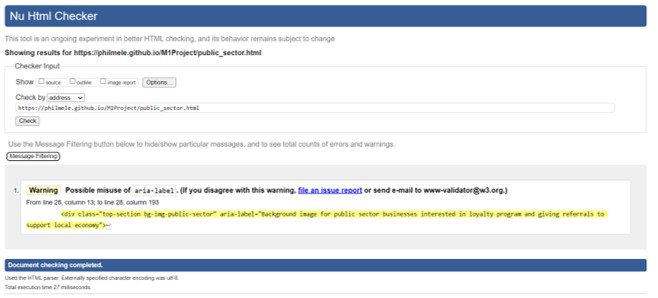 Nu Html Checker
This tool is an ongoing experiment in better HTML checking, and its behavior remains subject to change
Showing results for https://philmele.github.io/M1Project/public_sector.html
Checker Input
Show source outline image report Options...
Check by address
https://philmele.github.io/M1Project/public_sector.html
Check
Use the Message Filtering button below to hide/show particular messages, and to see total counts of errors and warnings.
Message Filtering
1. Warning Possible misuse of aria-label. (If you disagree with this warning, file an issue report or send e-mail to www-validator@w3.org.)
From line 28, column 13; to line 28, column 193
<div class="top-section bg-img-public-sector" aria-label="Background image for public sector businesses interested in loyalty program and giving referrals to
support local economy">↩
Document checking completed.
Used the HTML parser. Externally specified character encoding was utf-8.
Total execution time 27 milliseconds.